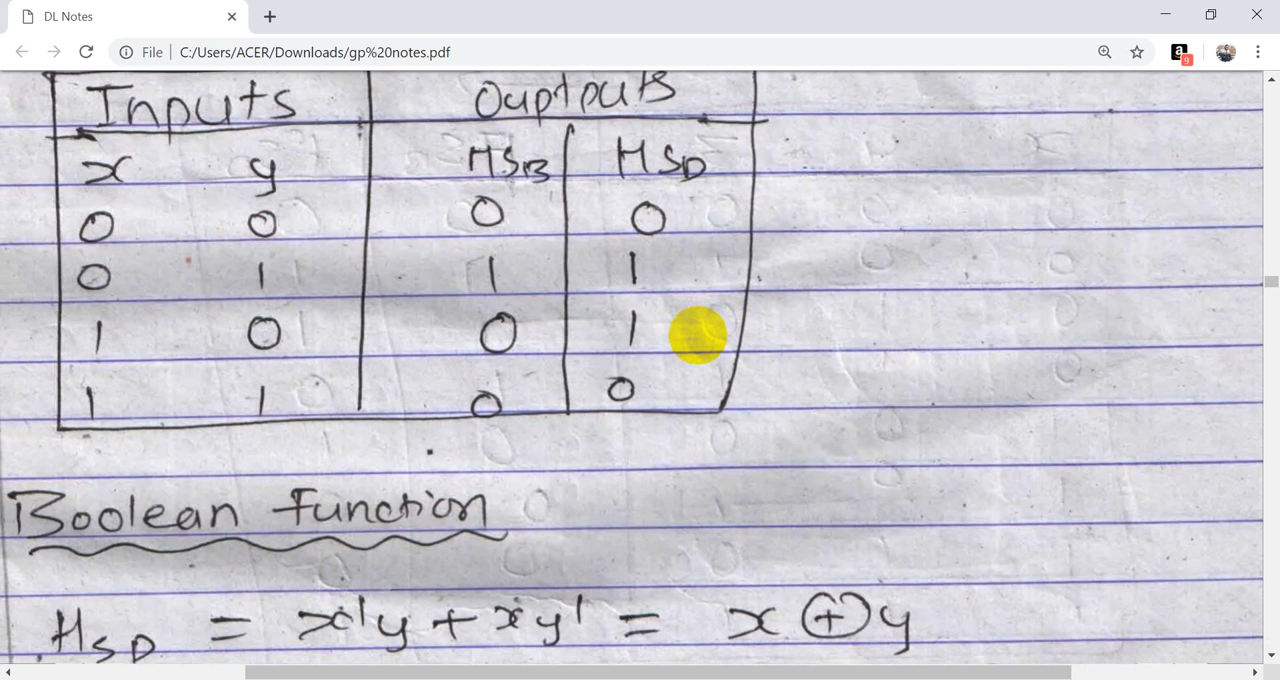 DL Notes
File C:/Users/ACER/Downloads/gp%20notes.pdf
9
Inputs Ouptputs
x y HSB HSD
0 0 0 0
0 1 1 1
1 0 0 1
1 1 0 0
Boolean Function
HSD = x'y + xy' = x ⊕ y